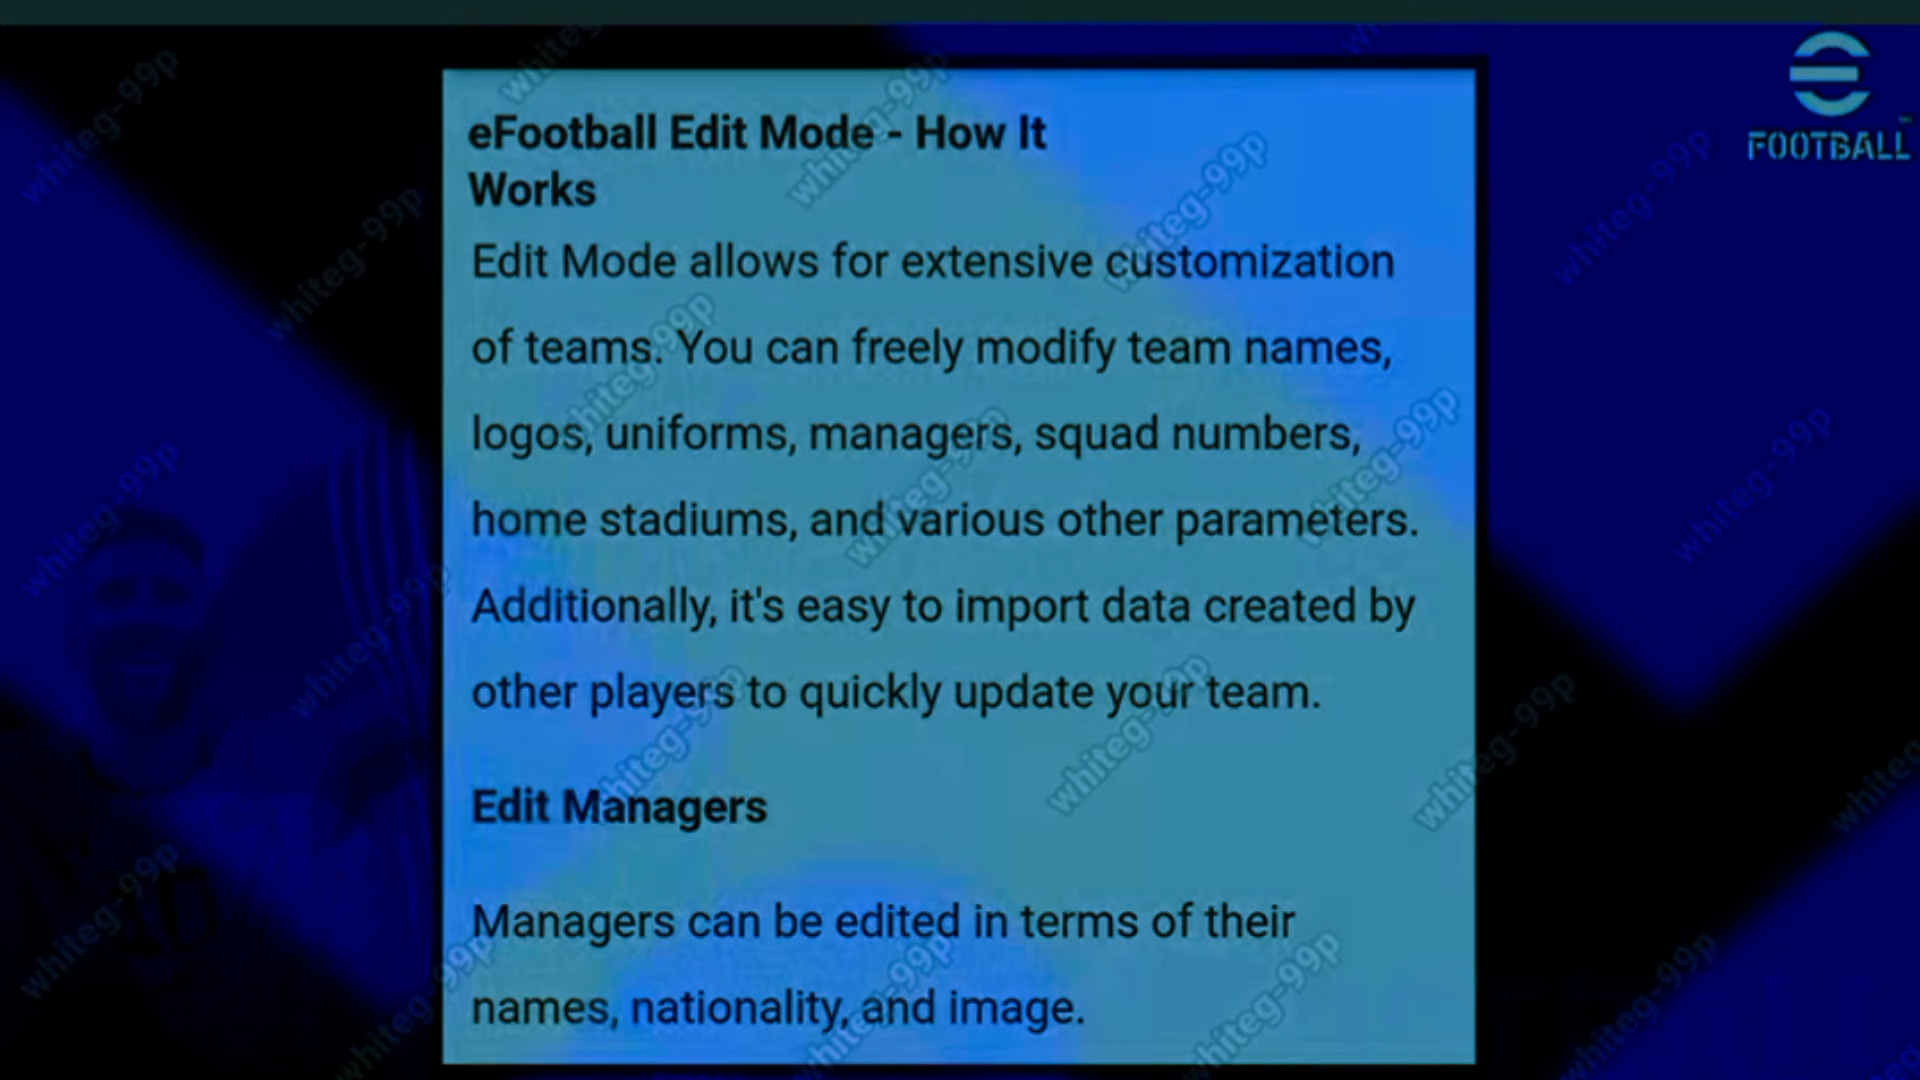 FOOTBALL
eFootball Edit Mode - How It
Works
Edit Mode allows for extensive customization
of teams. You can freely modify team names,
logos, uniforms, managers, squad numbers,
home stadiums, and various other parameters.
Additionally, it's easy to import data created by
other players to quickly update your team.
Edit Managers
Managers can be edited in terms of their
names, nationality, and image.
whiteg-99p